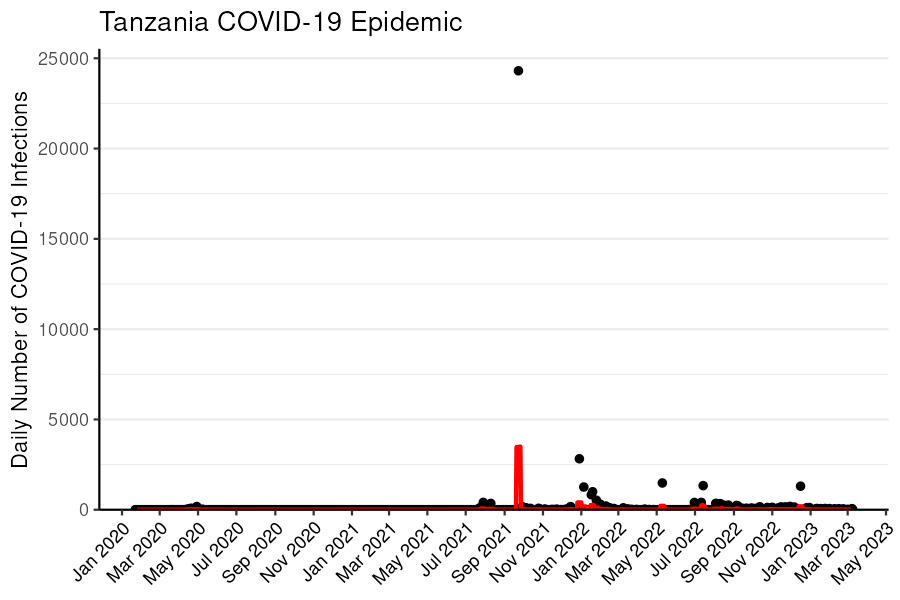 Tanzania COVID-19 Epidemic
Daily Number of COVID-19 Infections
25000
20000
15000
10000
5000
0
Jan 2020
Mar 2020
May 2020
Jul 2020
Sep 2020
Nov 2020
Jan 2021
Mar 2021
May 2021
Jul 2021
Sep 2021
Nov 2021
Jan 2022
Mar 2022
May 2022
Jul 2022
Sep 2022
Nov 2022
Jan 2023
Mar 2023
May 2023